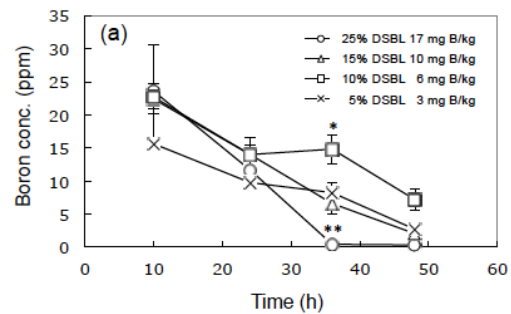 (a)
25% DSBL 17 mg B/kg
15% DSBL 10 mg B/kg
10% DSBL 6 mg B/kg
5% DSBL 3 mg B/kg
Boron conc. (ppm)
35
30
25
20
15
10
5
0
*
**
0 10 20 30 40 50 60
Time (h)